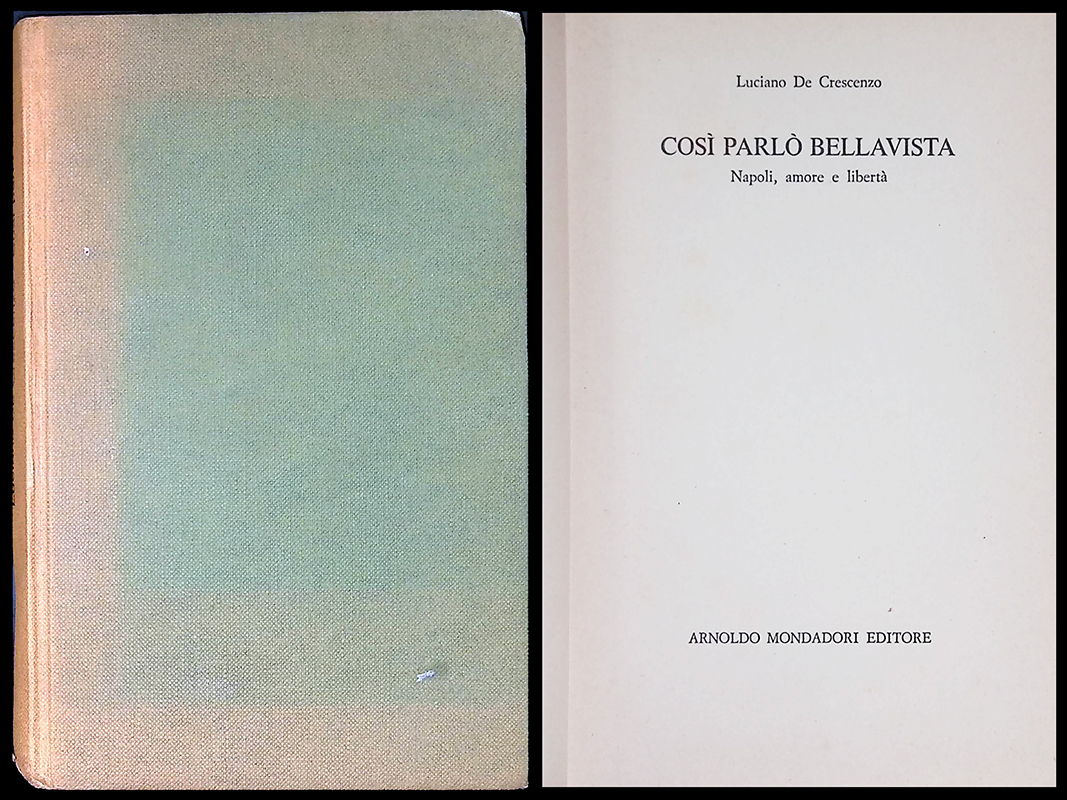 Luciano De Crescenzo
COSÌ PARLÒ BELLAVISTA
Napoli, amore e libertà
ARNOLDO MONDADORI EDITORE